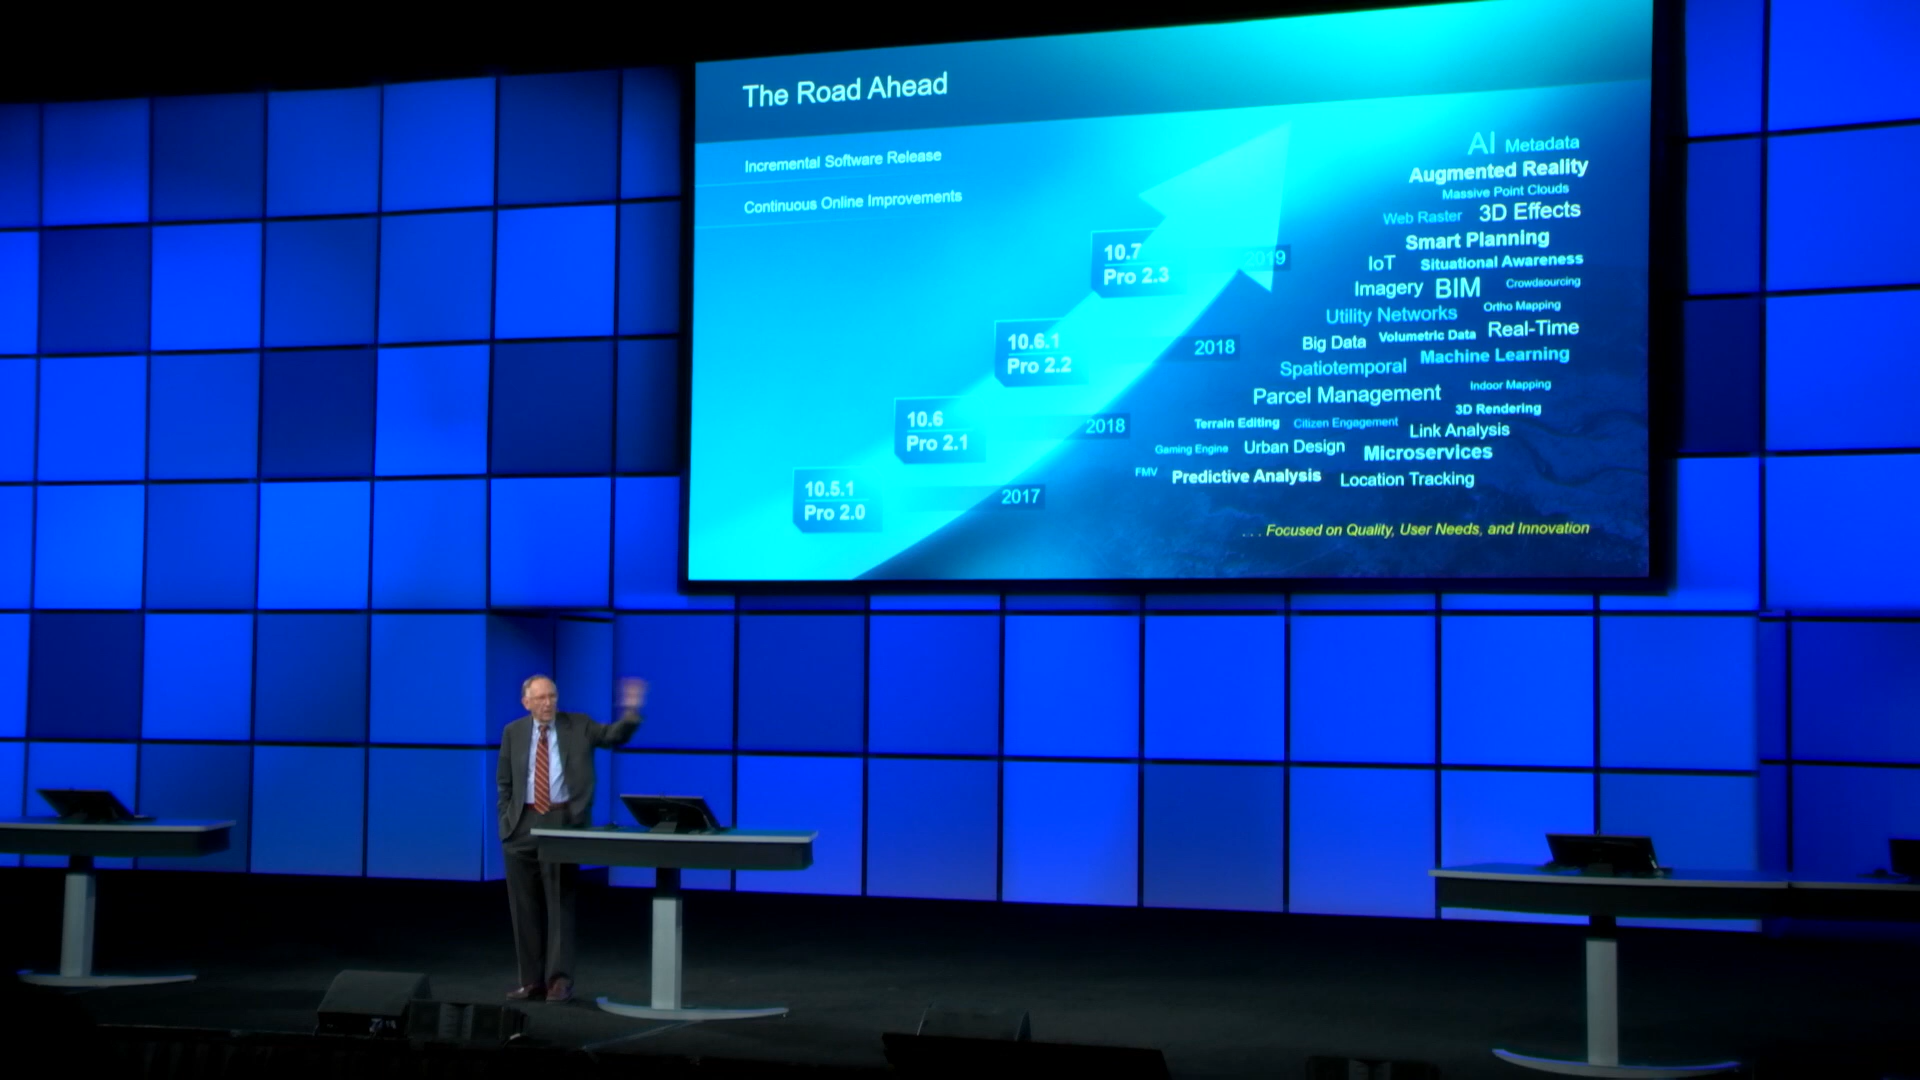 The Road Ahead
Incremental Software Release
Continuous Online Improvements
10.7
Pro 2.3
2019
10.6.1
Pro 2.2
2018
10.6
Pro 2.1
2018
10.5.1
Pro 2.0
2017
AI Metadata
Augmented Reality
Massive Point Clouds
Web Raster 3D Effects
Smart Planning
IoT Situational Awareness
Imagery BIM Crowdsourcing
Utility Networks Ortho Mapping
Big Data Volumetric Data Real-Time
Spatiotemporal Machine Learning
Parcel Management Indoor Mapping
3D Rendering
Terrain Editing Citizen Engagement Link Analysis
Gaming Engine Urban Design Microservices
FMV Predictive Analysis Location Tracking
. . . Focused on Quality, User Needs, and Innovation